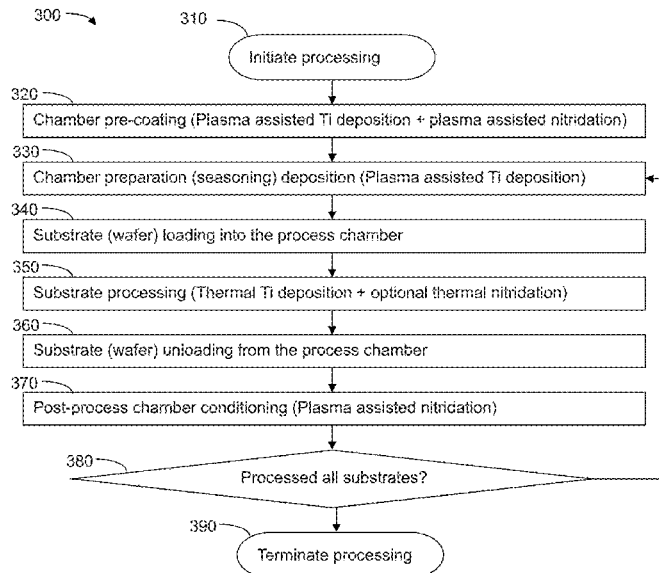 300
310
Initiate processing
320
Chamber pre-coating (Plasma assisted Ti deposition + plasma assisted nitridation)
330
Chamber preparation (seasoning) deposition (Plasma assisted Ti deposition)
340
Substrate (wafer) loading into the process chamber
350
Substrate processing (Thermal Ti deposition + optional thermal nitridation)
360
Substrate (wafer) unloading from the process chamber
370
Post-process chamber conditioning (Plasma assisted nitridation)
380
Processed all substrates?
390
Terminate processing